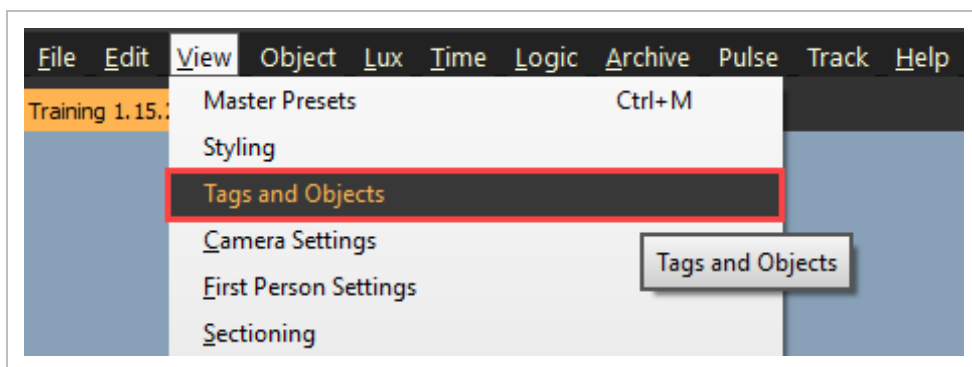 File Edit View Object Lux Time Logic Archive Pulse Track Help
Training 1.15.
Master Presets Ctrl+M
Styling
Tags and Objects
Camera Settings
Tags and Objects
First Person Settings
Sectioning